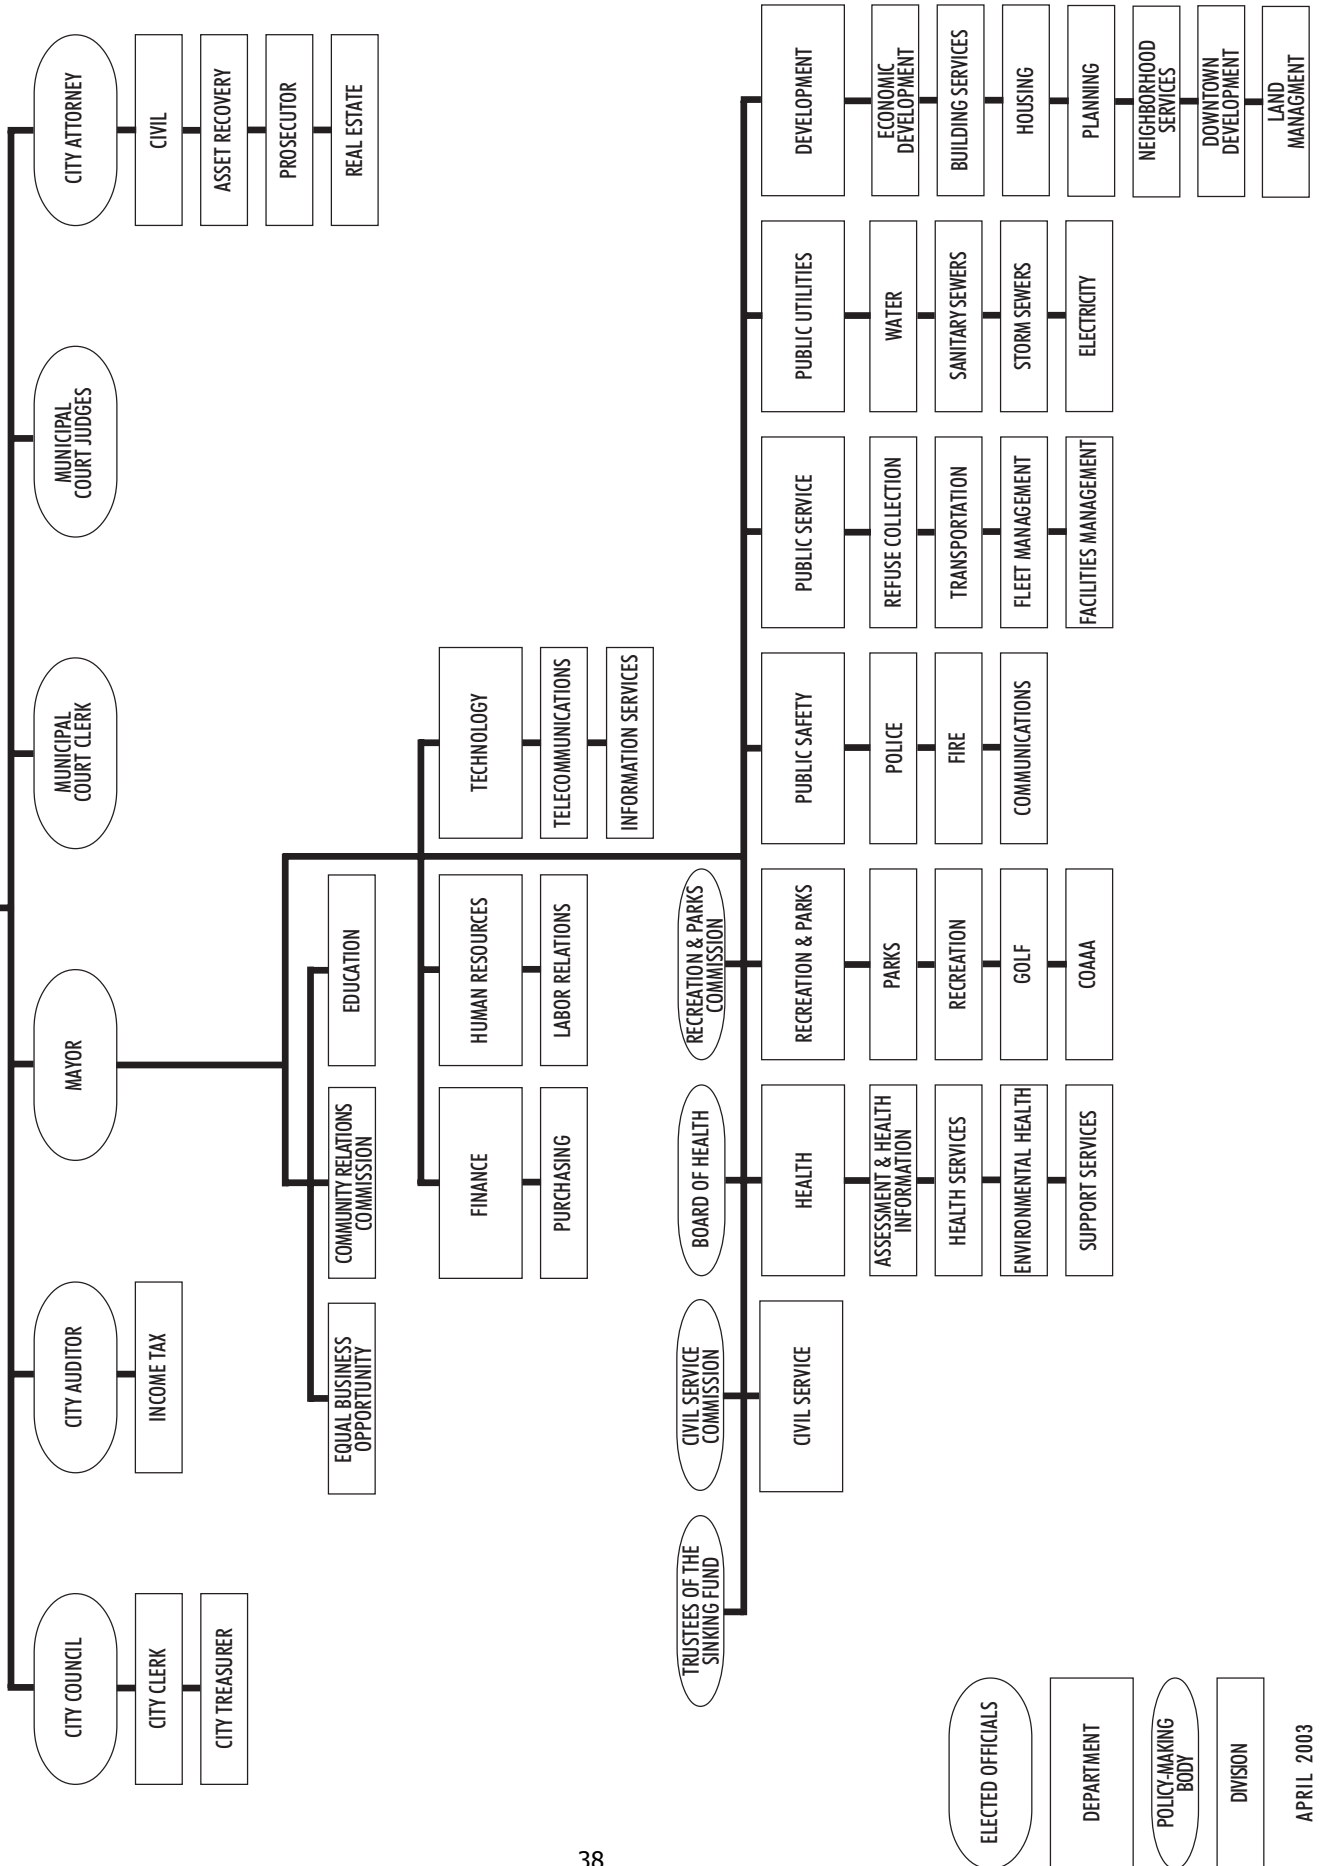 CITY COUNCIL
CITY CLERK
CITY TREASURER
CITY AUDITOR
INCOME TAX
MAYOR
MUNICIPAL
COURT CLERK
MUNICIPAL
COURT JUDGES
CITY ATTORNEY
CIVIL
ASSET RECOVERY
PROSECUTOR
REAL ESTATE
EQUAL BUSINESS
OPPORTUNITY
COMMUNITY RELATIONS
COMMISSION
EDUCATION
FINANCE
PURCHASING
HUMAN RESOURCES
LABOR RELATIONS
TECHNOLOGY
TELECOMMUNICATIONS
INFORMATION SERVICES
TRUSTEES OF THE
SINKING FUND
CIVIL SERVICE
COMMISSION
CIVIL SERVICE
BOARD OF HEALTH
HEALTH
ASSESSMENT & HEALTH
INFORMATION
HEALTH SERVICES
ENVIRONMENTAL HEALTH
SUPPORT SERVICES
RECREATION & PARKS
COMMISSION
RECREATION & PARKS
PARKS
RECREATION
GOLF
COAAA
PUBLIC SAFETY
POLICE
FIRE
COMMUNICATIONS
PUBLIC SERVICE
REFUSE COLLECTION
TRANSPORTATION
FLEET MANAGEMENT
FACILITIES MANAGEMENT
PUBLIC UTILITIES
WATER
SANITARY SEWERS
STORM SEWERS
ELECTRICITY
DEVELOPMENT
ECONOMIC
DEVELOPMENT
BUILDING SERVICES
HOUSING
PLANNING
NEIGHBORHOOD
SERVICES
DOWNTOWN
DEVELOPMENT
LAND
MANAGMENT
ELECTED OFFICIALS
DEPARTMENT
POLICY-MAKING
BODY
DIVISION
APRIL 2003
38